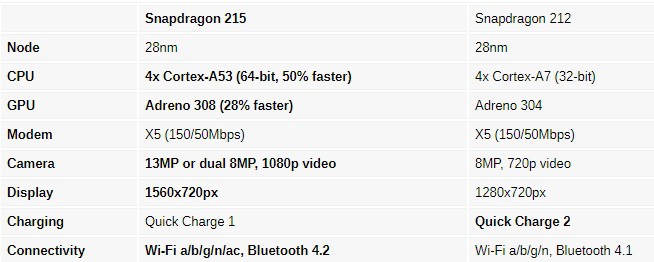 Snapdragon 215 Snapdragon 212
Node 28nm 28nm
CPU 4x Cortex-A53 (64-bit, 50% faster) 4x Cortex-A7 (32-bit)
GPU Adreno 308 (28% faster) Adreno 304
Modem X5 (150/50Mbps) X5 (150/50Mbps)
Camera 13MP or dual 8MP, 1080p video 8MP, 720p video
Display 1560x720px 1280x720px
Charging Quick Charge 1 Quick Charge 2
Connectivity Wi-Fi a/b/g/n/ac, Bluetooth 4.2 Wi-Fi a/b/g/n, Bluetooth 4.1